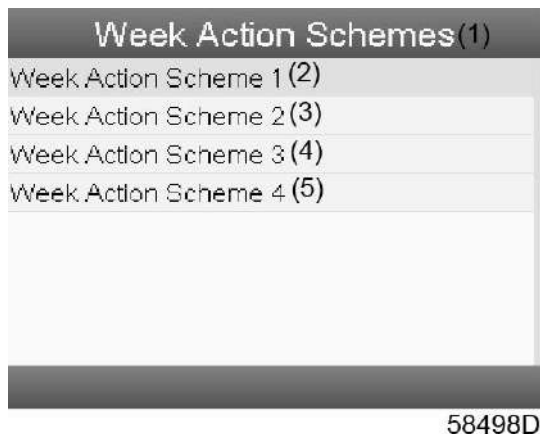 Week Action Schemes(1)
Week Action Scheme 1(2)
Week Action Scheme 2(3)
Week Action Scheme 3(4)
Week Action Scheme 4(5)
58498D